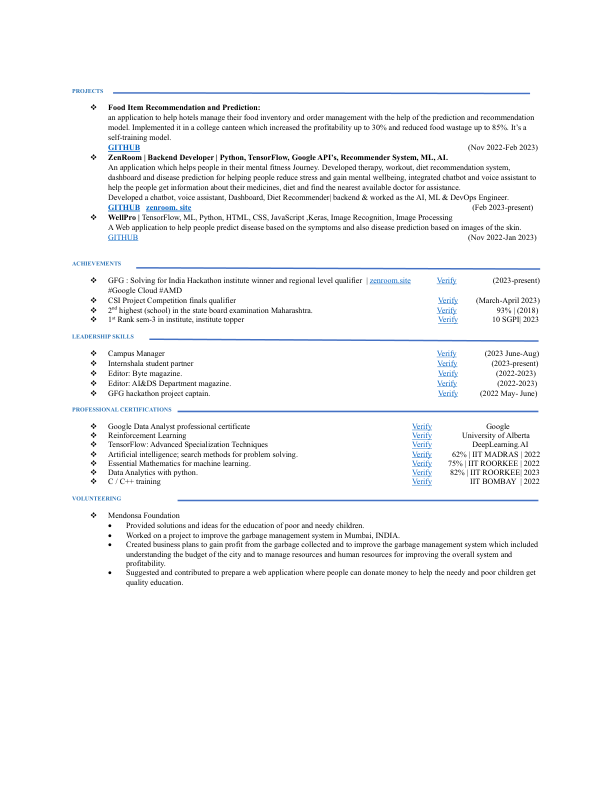 PROJECTS
❖ Food Item Recommendation and Prediction:
an application to help hotels manage their food inventory and order management with the help of the prediction and recommendation
model. Implemented it in a college canteen which increased the profitability up to 30% and reduced food wastage up to 85%. It's a
self-training model.
GITHUB (Nov 2022-Feb 2023)
❖ ZenRoom | Backend Developer | Python, TensorFlow, Google API's, Recommender System, ML, AI.
An application which helps people in their mental fitness Journey. Developed therapy, workout, diet recommendation system,
dashboard and disease prediction for helping people reduce stress and gain mental wellbeing, integrated chatbot and voice assistant to
help the people get information about their medicines, diet and find the nearest available doctor for assistance.
Developed a chatbot, voice assistant, Dashboard, Diet Recommender| backend & worked as the AI, ML & DevOps Engineer.
GITHUB zenroom. site (Feb 2023-present)
❖ WellPro | TensorFlow, ML, Python, HTML, CSS, JavaScript ,Keras, Image Recognition, Image Processing
A Web Application to help people predict disease based on the symptoms and also disease prediction based on images of the skin.
GITHUB (Nov 2022-Jan 2023)
ACHIEVEMENTS
❖ GFG : Solving for India Hackathon institute winner and regional level qualifier | zenroom.site Verify (2023-present)
#Google Cloud #AMD
❖ CSI Project Competition finals qualifier Verify (March-April 2023)
❖ 2nd highest (school) in the state board examination Maharashtra. Verify 93% | (2018)
❖ 1st Rank sem-3 in institute, institute topper Verify 10 SGPI| 2023
LEADERSHIP SKILLS
❖ Campus Manager Verify (2023 June-Aug)
❖ Internshala student partner Verify (2023-present)
❖ Editor: Byte magazine. Verify (2022-2023)
❖ Editor: AI&DS Department magazine. Verify (2022-2023)
❖ GFG hackathon project captain. Verify (2022 May- June)
PROFESSIONAL CERTIFICATIONS
❖ Google Data Analyst professional certificate Verify Google
❖ Reinforcement Learning Verify University of Alberta
❖ TensorFlow: Advanced Specialization Techniques Verify DeepLearning.AI
❖ Artificial intelligence; search methods for problem solving. Verify 62% | IIT MADRAS | 2022
❖ Essential Mathematics for machine learning. Verify 75% | IIT ROORKEE | 2022
❖ Data Analytics with python. Verify 82% | IIT ROORKEE| 2023
❖ C / C++ training Verify IIT BOMBAY | 2022
VOLUNTEERING
❖ Mendonsa Foundation
• Provided solutions and ideas for the education of poor and needy children.
• Worked on a project to improve the garbage management system in Mumbai, INDIA.
• Created business plans to gain profit from the garbage collected and to improve the garbage management system which included
understanding the budget of the city and to manage resources and human resources for improving the overall system and
profitability.
• Suggested and contributed to prepare a web application where people can donate money to help the needy and poor children get
quality education.